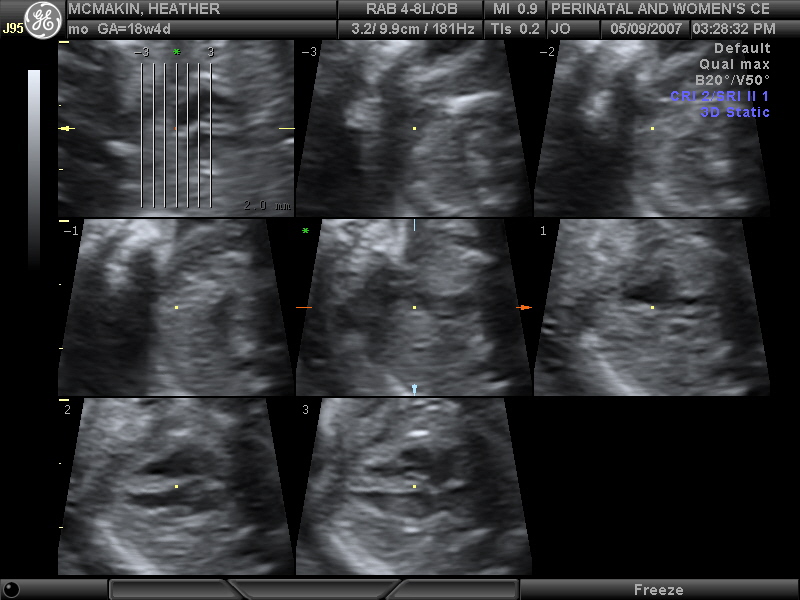 MCMAKIN, HEATHER RAB 4-8L/OB MI 0.9 PERINATAL AND WOMEN'S CE
J95 mo GA=18w4d 3.2/ 9.9cm / 181Hz TIs 0.2 JO 05/09/2007 03:28:32 PM
GE
Default
Qual max
B20°/V50°
CRI 2/SRI II 1
3D Static
-3 * 3
2.0 mm
-3
-2
-1
*
1
2
3
Freeze